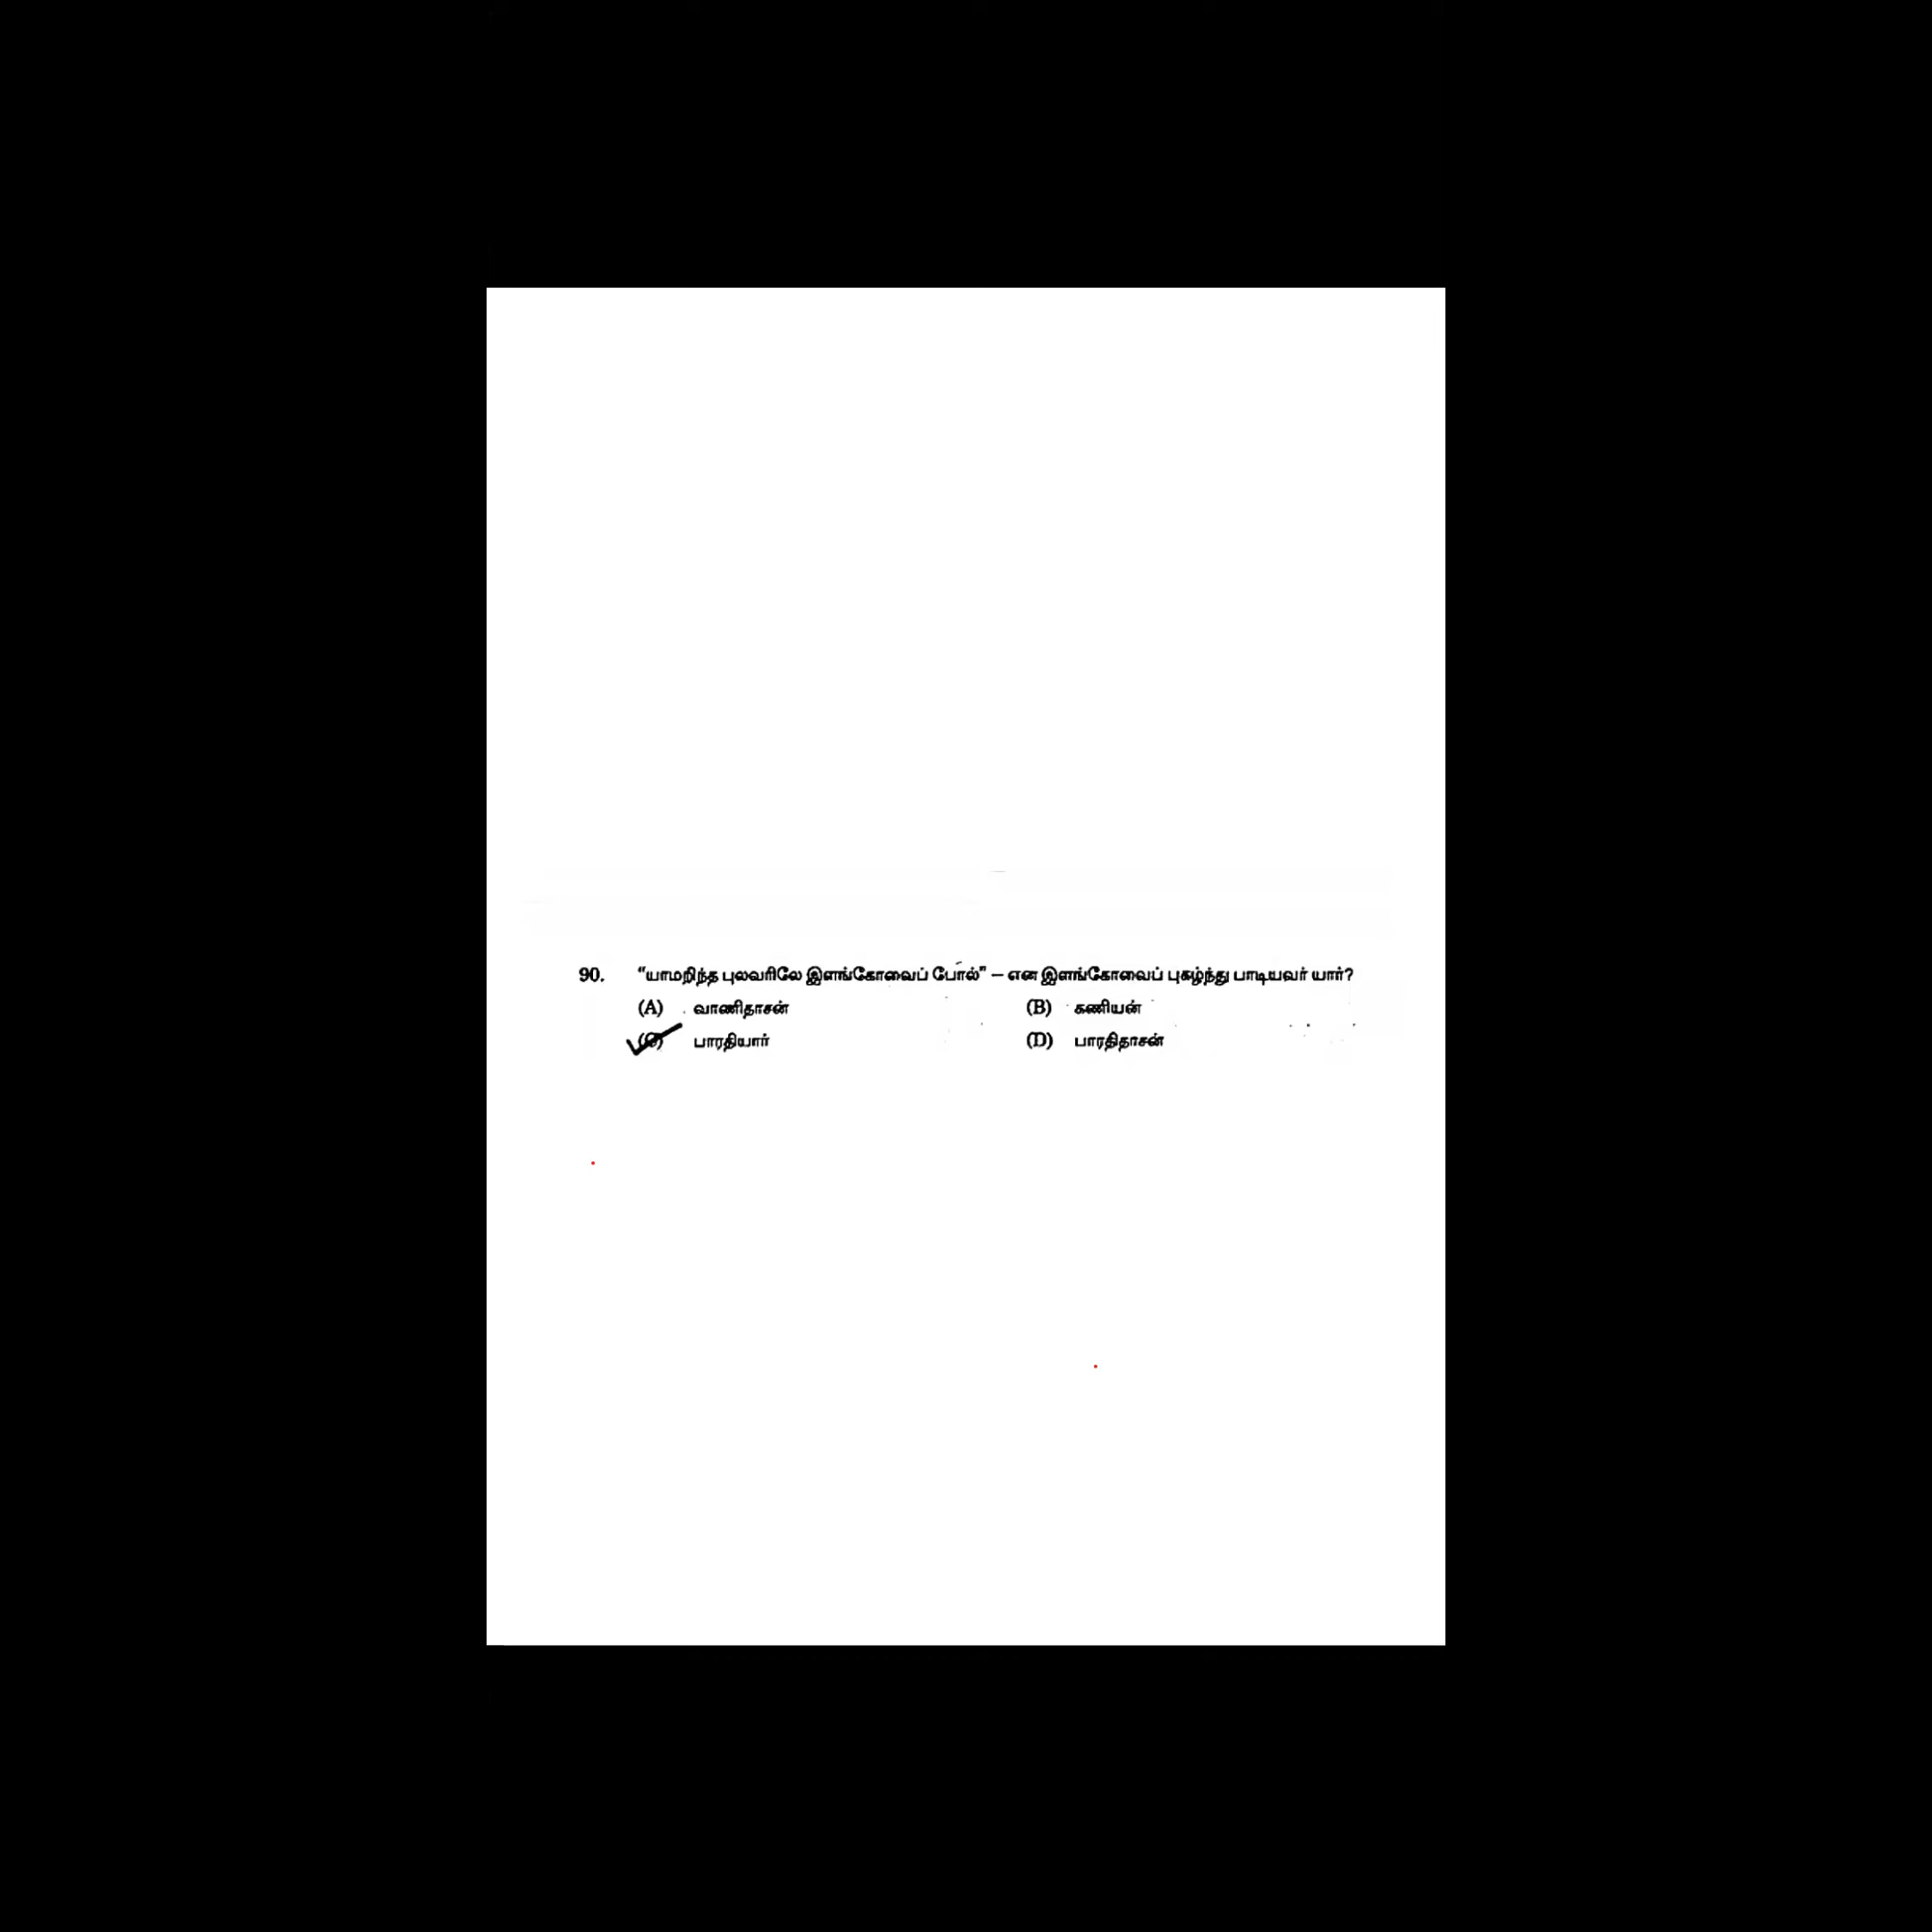 90. “யாமறிந்த புலவரிலே இளங்கோவைப் போல்” – என இளங்கோவைப் புகழ்ந்து பாடியவர் யார்?
(A) வாணிதாசன் (B) கணியன்
(C) பாரதியார் (D) பாரதிதாசன்